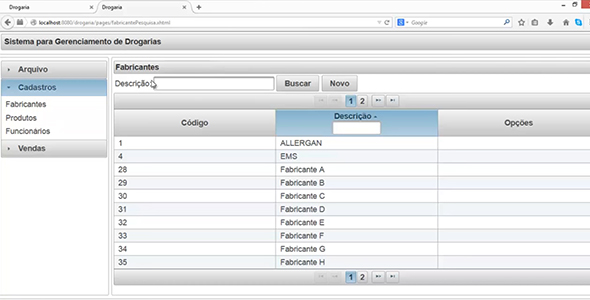 Drogaria
Drogaria
localhost:8080/drogaria/pages/fabricantePesquisa.xhtml
Google
Sistema para Gerenciamento de Drogarias
Arquivo
Cadastros
Fabricantes
Produtos
Funcionários
Vendas
Fabricantes
Descrição: Buscar Novo
1 2
Código Descrição Opções
1 ALLERGAN
4 EMS
28 Fabricante A
29 Fabricante B
30 Fabricante C
31 Fabricante D
32 Fabricante E
33 Fabricante F
34 Fabricante G
35 Fabricante H
1 2